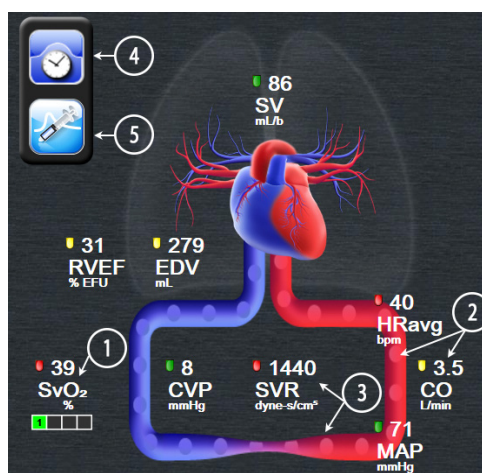 4
5
86
SV
mL/b
31
RVEF
% EFU
279
EDV
mL
40
HRavg
bpm
2
1
39
SvO₂
%
1
8
CVP
mmHg
1440
SVR
dyne-s/cm⁵
3
3.5
CO
L/min
71
MAP
mmHg